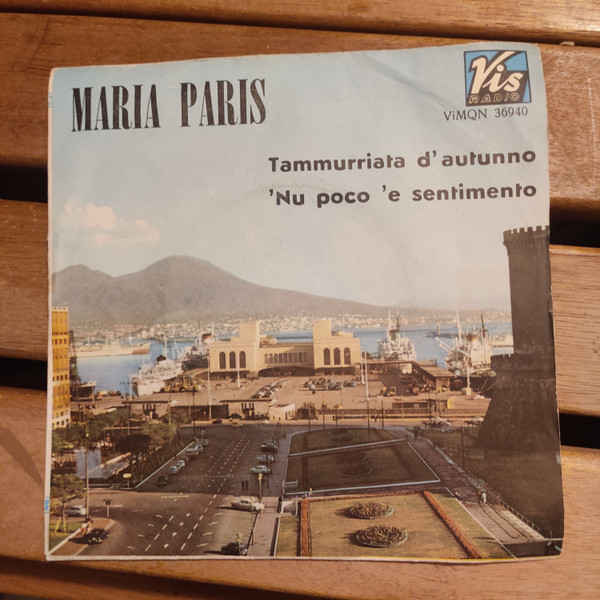 MARIA PARIS
Vis
RADIO
ViMQN 36940
Tammurriata d'autunno
'Nu poco 'e sentimento